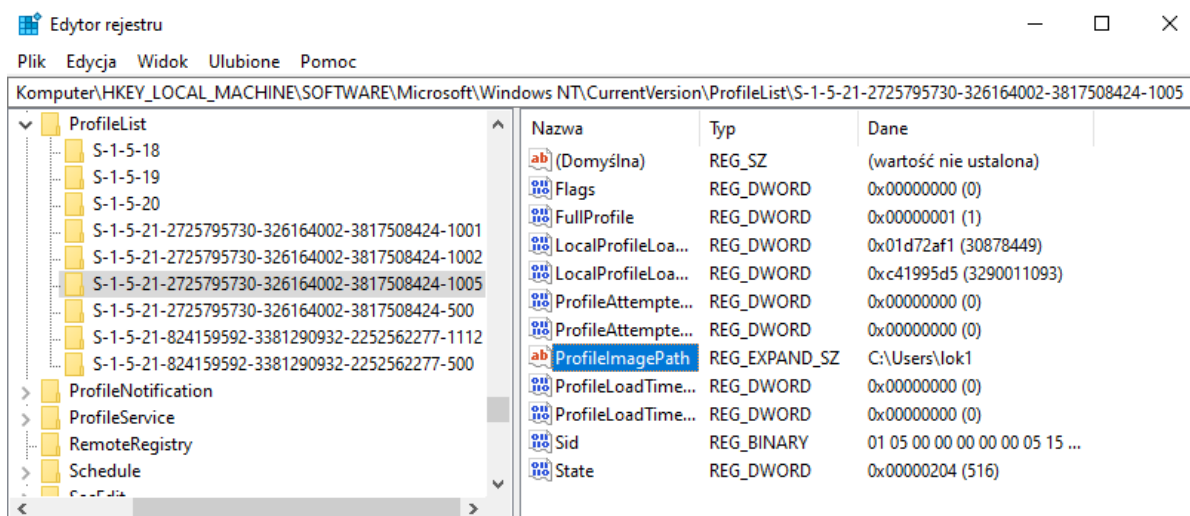 Edytor rejestru
Plik Edycja Widok Ulubione Pomoc
Komputer\HKEY_LOCAL_MACHINE\SOFTWARE\Microsoft\Windows NT\CurrentVersion\ProfileList\S-1-5-21-2725795730-326164002-3817508424-1005
ProfileList
S-1-5-18
S-1-5-19
S-1-5-20
S-1-5-21-2725795730-326164002-3817508424-1001
S-1-5-21-2725795730-326164002-3817508424-1002
S-1-5-21-2725795730-326164002-3817508424-1005
S-1-5-21-2725795730-326164002-3817508424-500
S-1-5-21-824159592-3381290932-2252562277-1112
S-1-5-21-824159592-3381290932-2252562277-500
ProfileNotification
ProfileService
RemoteRegistry
Schedule
Nazwa Typ Dane
(Domyślna) REG_SZ (wartość nie ustalona)
Flags REG_DWORD 0x00000000 (0)
FullProfile REG_DWORD 0x00000001 (1)
LocalProfileLoa... REG_DWORD 0x01d72af1 (30878449)
LocalProfileLoa... REG_DWORD 0xc41995d5 (3290011093)
ProfileAttempte... REG_DWORD 0x00000000 (0)
ProfileAttempte... REG_DWORD 0x00000000 (0)
ProfileImagePath REG_EXPAND_SZ C:\Users\lok1
ProfileLoadTime... REG_DWORD 0x00000000 (0)
ProfileLoadTime... REG_DWORD 0x00000000 (0)
Sid REG_BINARY 01 05 00 00 00 00 00 05 15 ...
State REG_DWORD 0x00000204 (516)